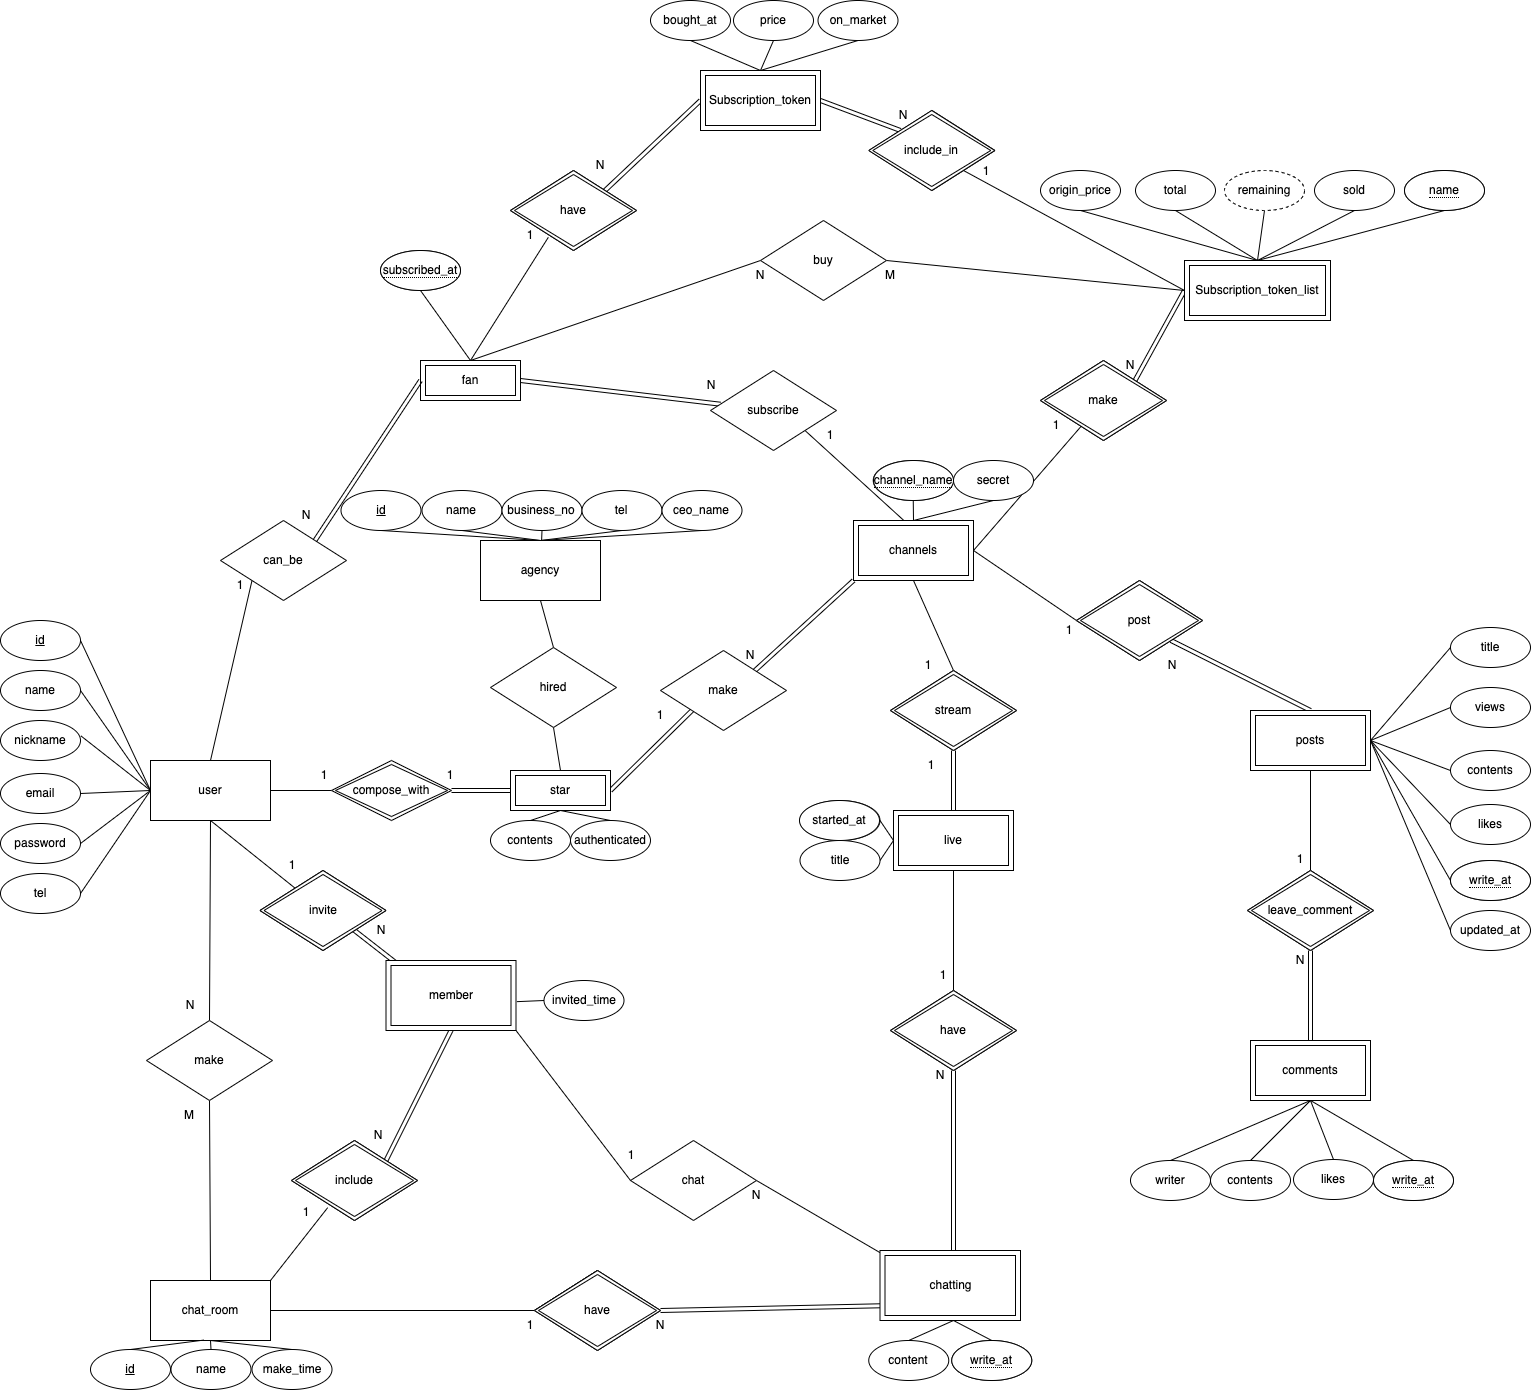 bought_at
price
on_market
Subscription_token
N
include_in
1
N
have
1
origin_price
total
remaining
sold
name
subscribed_at
buy
N
M
Subscription_token_list
fan
N
subscribe
1
N
make
1
channel_name
secret
id
name
business_no
tel
ceo_name
N
can_be
1
agency
channels
post
1
N
id
name
nickname
email
password
tel
hired
N
make
1
1
stream
1
title
views
contents
likes
write_at
updated_at
posts
user
1
compose_with
1
star
contents
authenticated
started_at
title
live
1
invite
N
1
leave_comment
N
member
invited_time
1
have
N
N
make
M
comments
writer
contents
likes
write_at
N
include
1
1
chat
N
chat_room
1
have
N
chatting
id
name
make_time
content
write_at